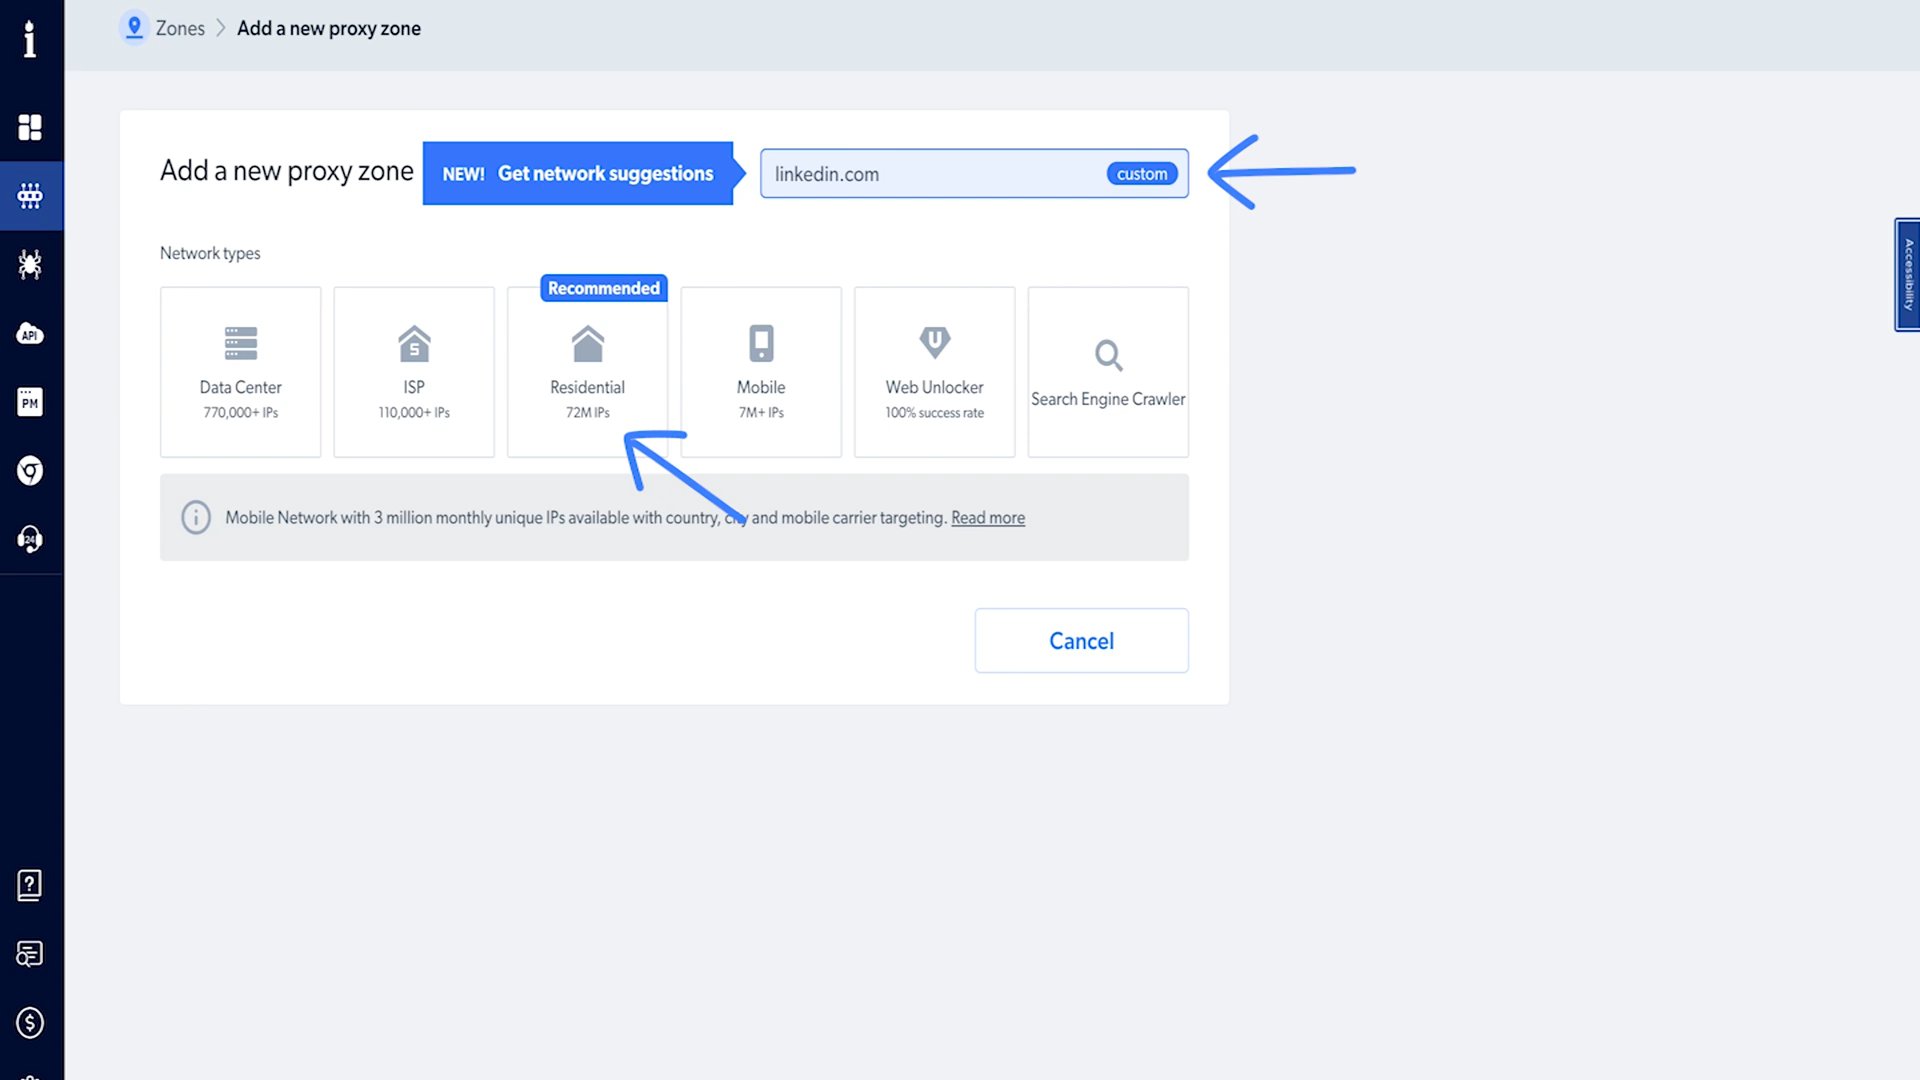 Zones > Add a new proxy zone
Add a new proxy zone
NEW! Get network suggestions
linkedin.com
custom
Accessibility
Network types
Recommended
Data Center
770,000+ IPs
ISP
110,000+ IPs
Residential
72M IPs
Mobile
7M+ IPs
Web Unlocker
100% success rate
Search Engine Crawler
Mobile Network with 3 million monthly unique IPs available with country, city and mobile carrier targeting. Read more
Cancel
API
PM
24